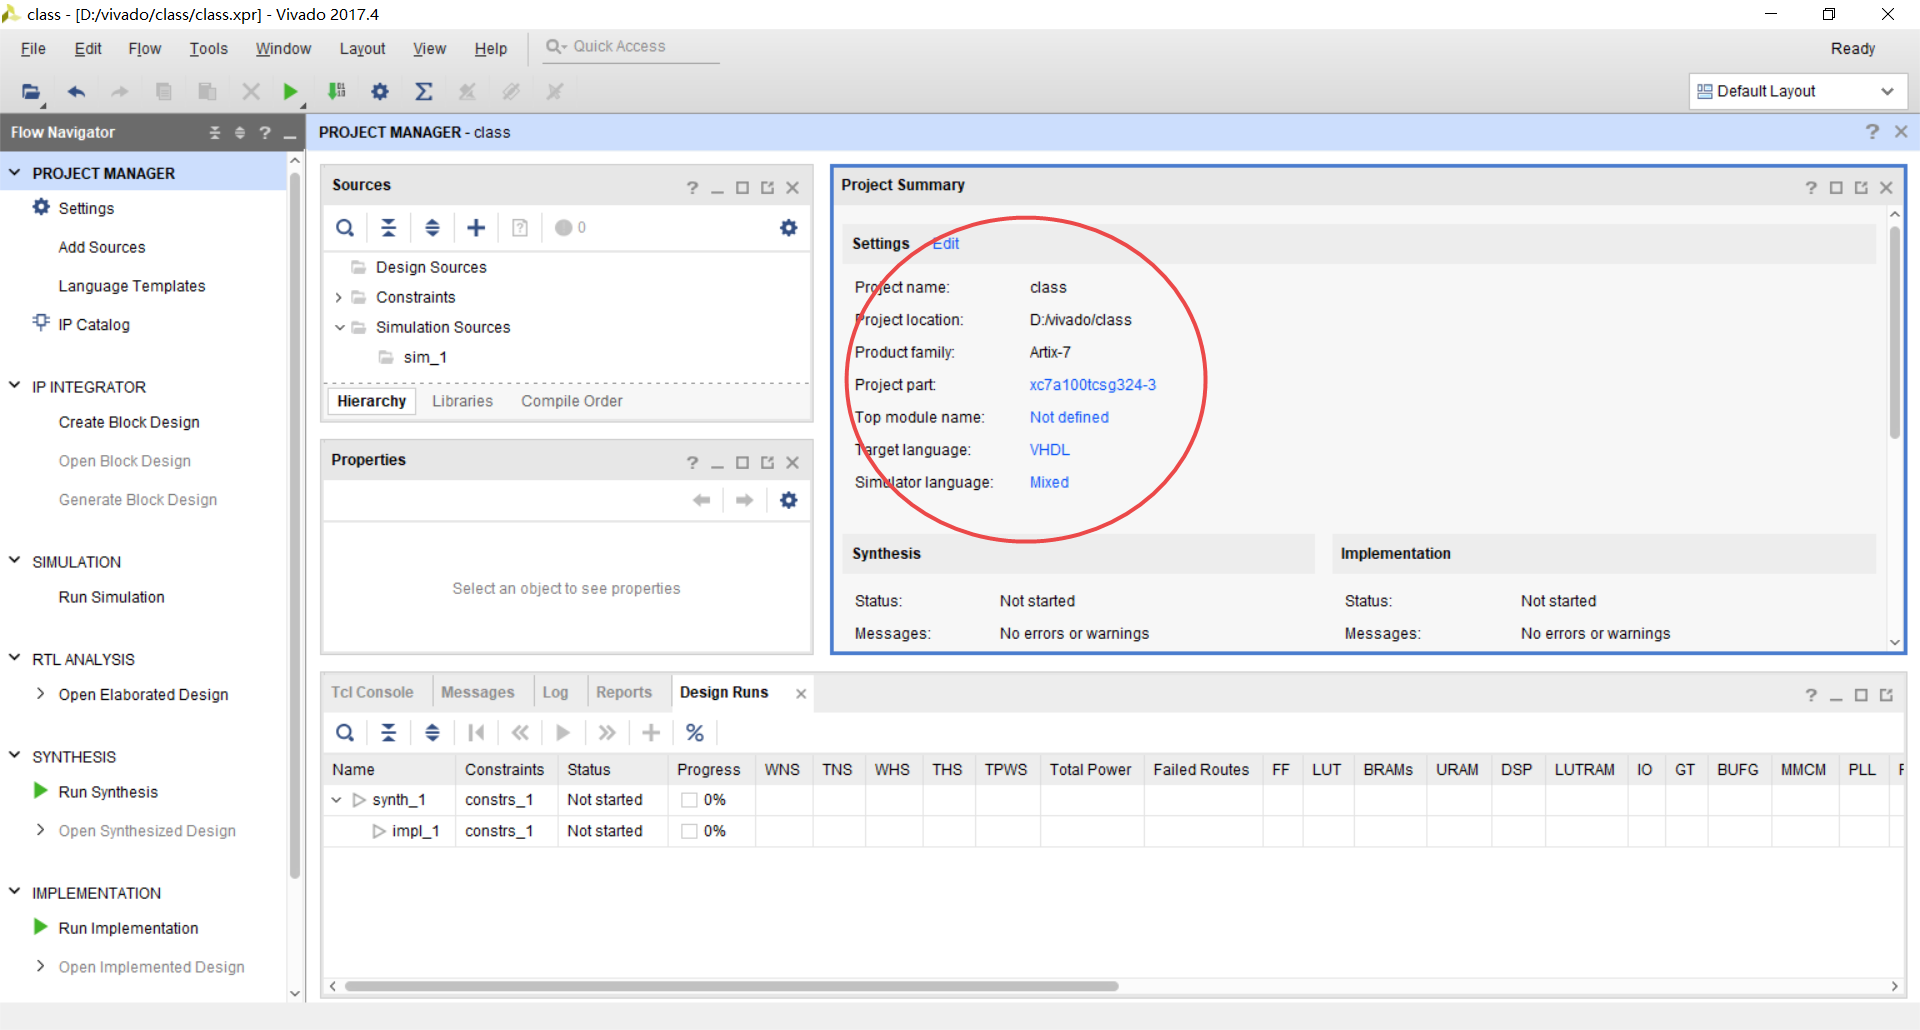 class - [D:/vivado/class/class.xpr] - Vivado 2017.4
File Edit Flow Tools Window Layout View Help Quick Access Ready
Default Layout
Flow Navigator
PROJECT MANAGER
Settings
Add Sources
Language Templates
IP Catalog
IP INTEGRATOR
Create Block Design
Open Block Design
Generate Block Design
SIMULATION
Run Simulation
RTL ANALYSIS
Open Elaborated Design
SYNTHESIS
Run Synthesis
Open Synthesized Design
IMPLEMENTATION
Run Implementation
Open Implemented Design
PROJECT MANAGER - class
Sources
0
Design Sources
Constraints
Simulation Sources
sim_1
Hierarchy Libraries Compile Order
Properties
Select an object to see properties
Project Summary
Settings Edit
Project name: class
Project location: D:/vivado/class
Product family: Artix-7
Project part: xc7a100tcsg324-3
Top module name: Not defined
Target language: VHDL
Simulator language: Mixed
Synthesis
Status: Not started
Messages: No errors or warnings
Implementation
Status: Not started
Messages: No errors or warnings
Tcl Console Messages Log Reports Design Runs
Name Constraints Status Progress WNS TNS WHS THS TPWS Total Power Failed Routes FF LUT BRAMs URAM DSP LUTRAM IO GT BUFG MMCM PLL
synth_1 constrs_1 Not started 0%
impl_1 constrs_1 Not started 0%